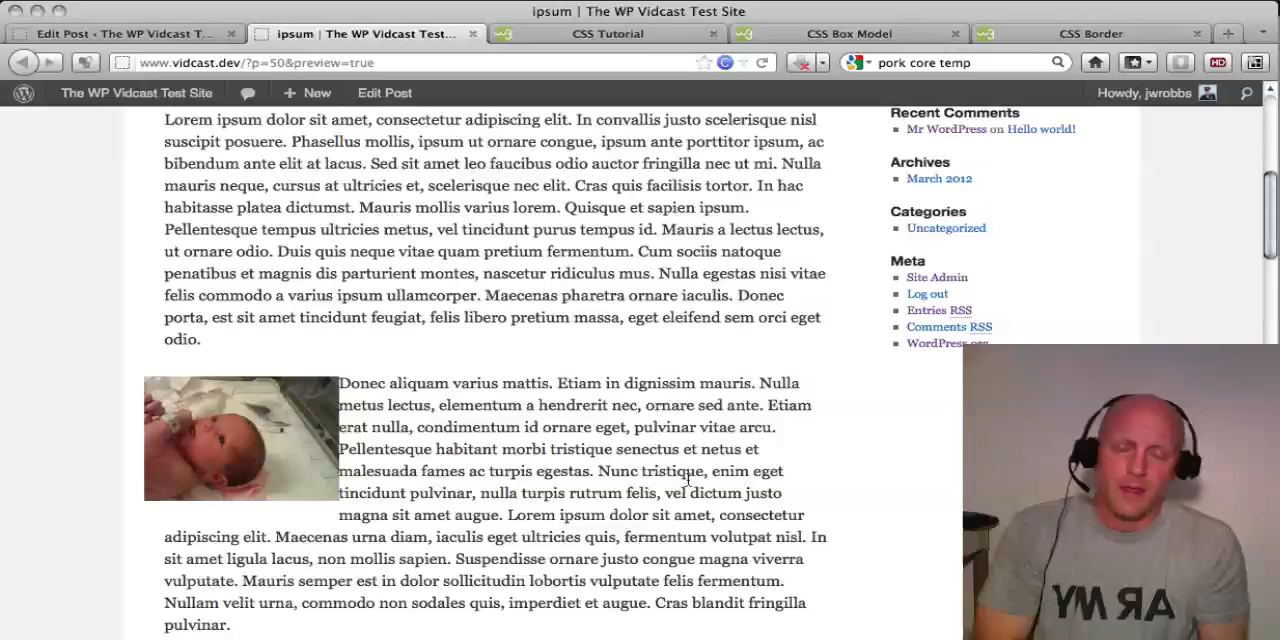 ipsum | The WP Vidcast Test Site
Edit Post ‹ The WP Vidcast T...
ipsum | The WP Vidcast Test...
CSS Tutorial
CSS Box Model
CSS Border
www.vidcast.dev/?p=50&preview=true
pork core temp
HD
The WP Vidcast Test Site
+ New
Edit Post
Howdy, jwrobbs
Lorem ipsum dolor sit amet, consectetur adipiscing elit. In convallis justo scelerisque nisl
suscipit posuere. Phasellus mollis, ipsum ut ornare congue, ipsum ante porttitor ipsum, ac
bibendum ante elit at lacus. Sed sit amet leo faucibus odio auctor fringilla nec ut mi. Nulla
mauris neque, cursus at ultricies et, scelerisque nec elit. Cras quis facilisis tortor. In hac
habitasse platea dictumst. Mauris mollis varius lorem. Quisque et sapien ipsum.
Pellentesque tempus ultricies metus, vel tincidunt purus tempus id. Mauris a lectus lectus,
ut ornare odio. Duis quis neque vitae quam pretium fermentum. Cum sociis natoque
penatibus et magnis dis parturient montes, nascetur ridiculus mus. Nulla egestas nisi vitae
felis commodo a varius ipsum ullamcorper. Maecenas pharetra ornare iaculis. Donec
porta, est sit amet tincidunt feugiat, felis libero pretium massa, eget eleifend sem orci eget
odio.
Donec aliquam varius mattis. Etiam in dignissim mauris. Nulla
metus lectus, elementum a hendrerit nec, ornare sed ante. Etiam
erat nulla, condimentum id ornare eget, pulvinar vitae arcu.
Pellentesque habitant morbi tristique senectus et netus et
malesuada fames ac turpis egestas. Nunc tristique, enim eget
tincidunt pulvinar, nulla turpis rutrum felis, vel dictum justo
magna sit amet augue. Lorem ipsum dolor sit amet, consectetur
adipiscing elit. Maecenas urna diam, iaculis eget ultricies quis, fermentum volutpat nisl. In
sit amet ligula lacus, non mollis sapien. Suspendisse ornare justo congue magna viverra
vulputate. Mauris semper est in dolor sollicitudin lobortis vulputate felis fermentum.
Nullam velit urna, commodo non sodales quis, imperdiet et augue. Cras blandit fringilla
pulvinar.
Recent Comments
Mr WordPress on Hello world!
Archives
March 2012
Categories
Uncategorized
Meta
Site Admin
Log out
Entries RSS
Comments RSS
WordPress.org
ARMY